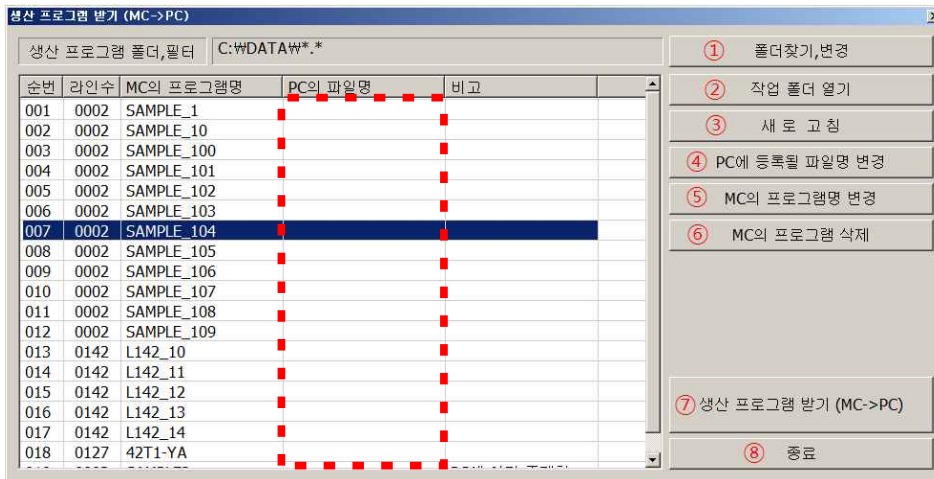 생산 프로그램 받기 (MC->PC)
생산 프로그램 폴더,필터 C:₩DATA₩*.*
순번 라인수 MC의 프로그램명 PC의 파일명 비고
001 0002 SAMPLE_1
002 0002 SAMPLE_10
003 0002 SAMPLE_100
004 0002 SAMPLE_101
005 0002 SAMPLE_102
006 0002 SAMPLE_103
007 0002 SAMPLE_104
008 0002 SAMPLE_105
009 0002 SAMPLE_106
010 0002 SAMPLE_107
011 0002 SAMPLE_108
012 0002 SAMPLE_109
013 0142 L142_10
014 0142 L142_11
015 0142 L142_12
016 0142 L142_13
017 0142 L142_14
018 0127 42T1-YA
① 폴더찾기,변경
② 작업 폴더 열기
③ 새 로 고 침
④ PC에 등록될 파일명 변경
⑤ MC의 프로그램명 변경
⑥ MC의 프로그램 삭제
⑦ 생산 프로그램 받기 (MC->PC)
⑧ 종료